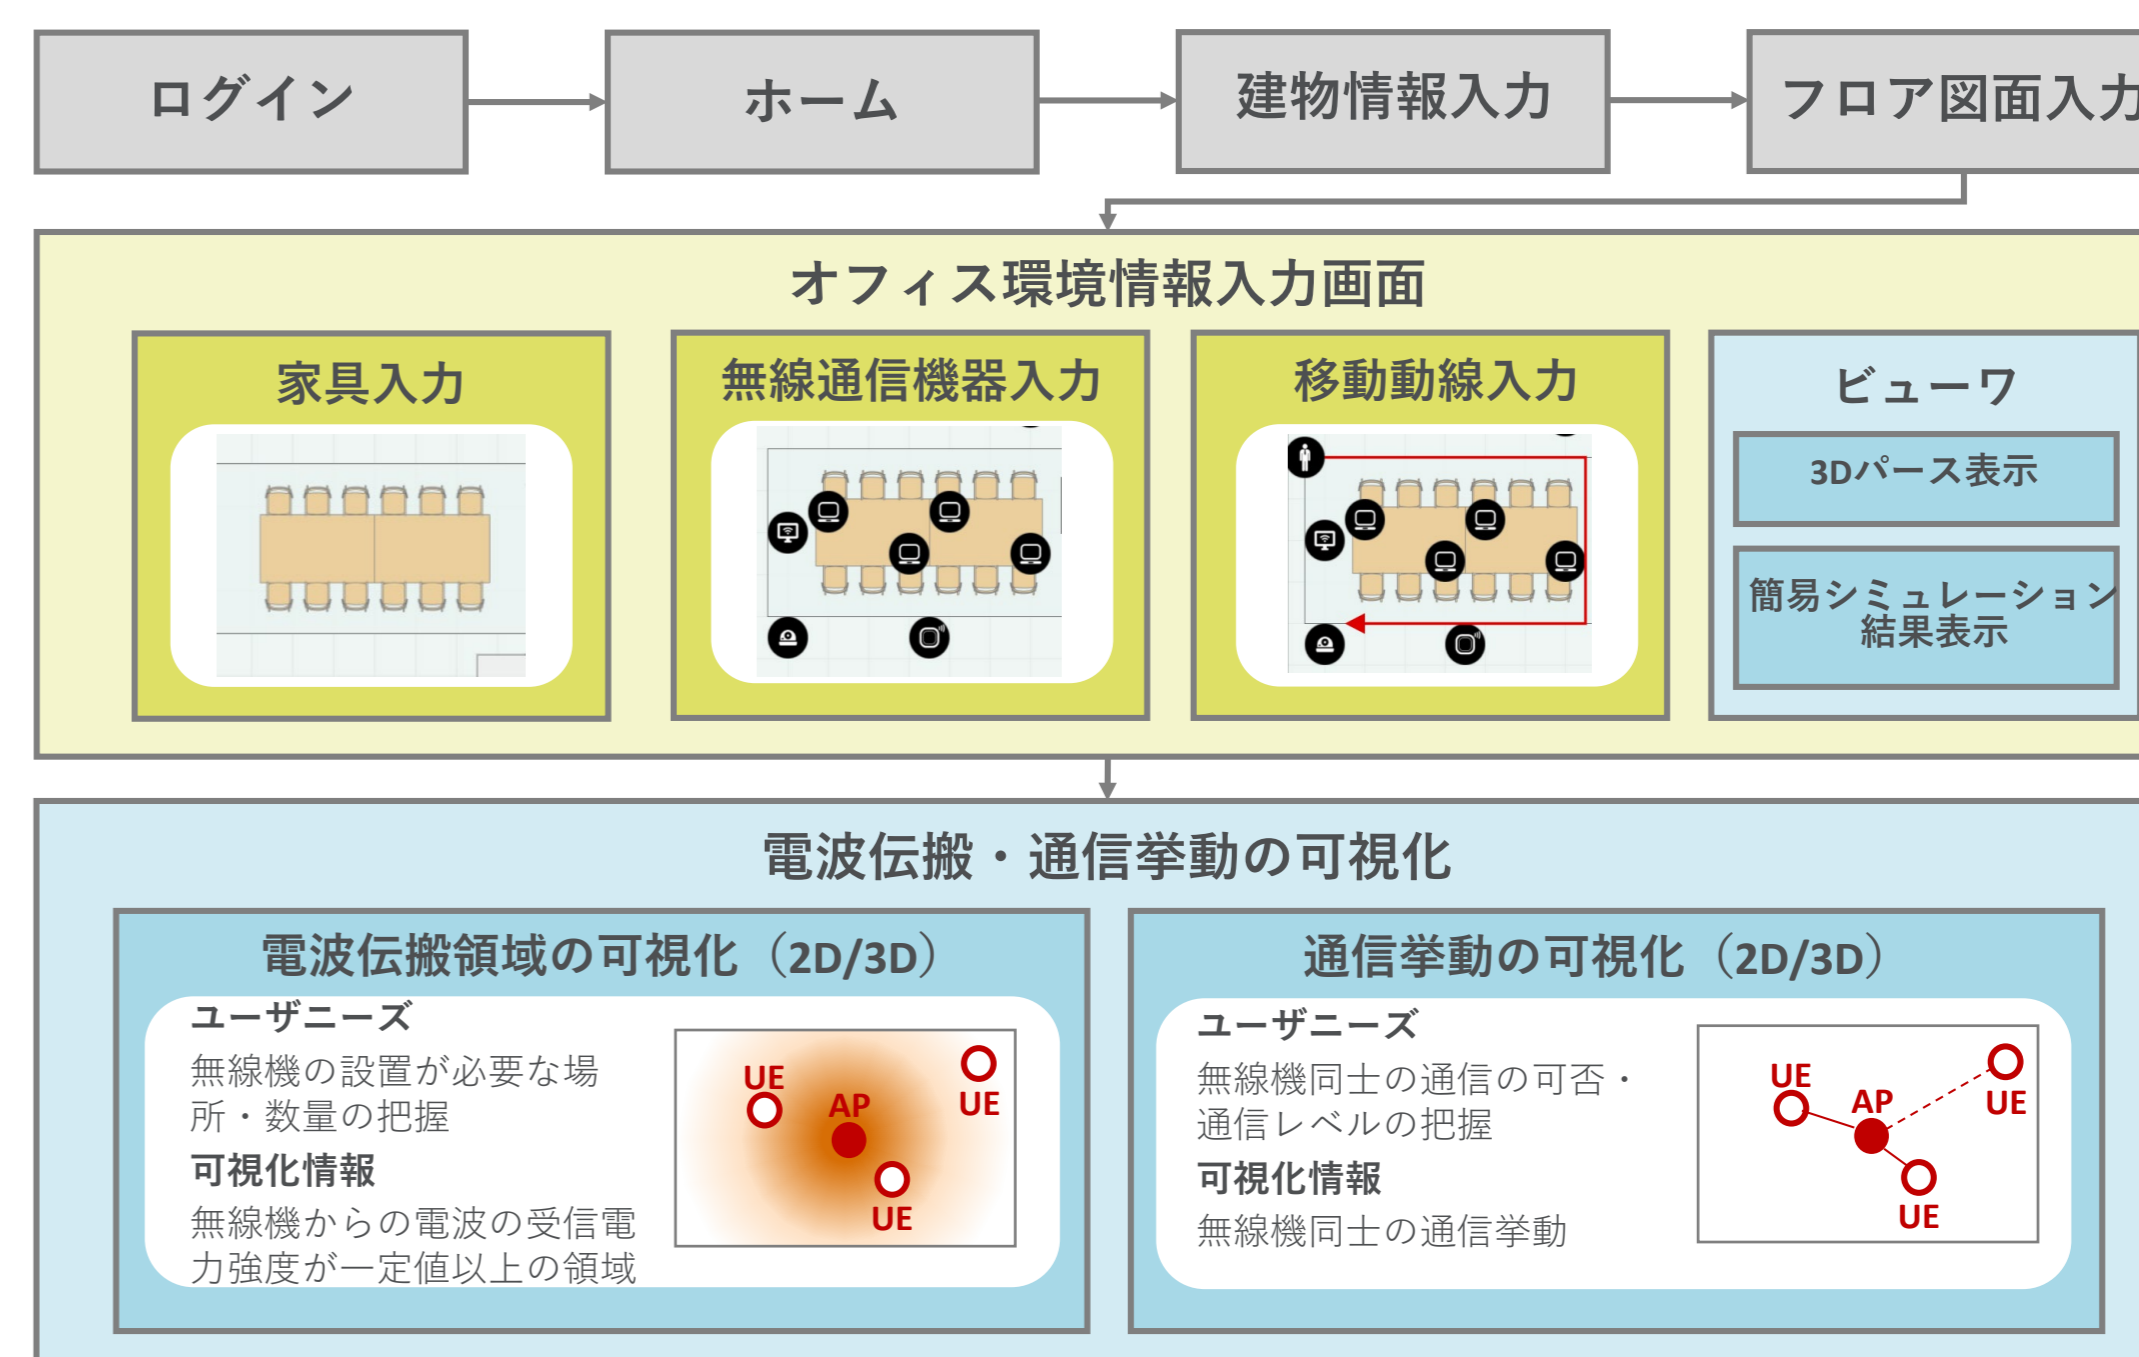 ログイン
ホーム
建物情報入力
フロア図面入力
オフィス環境情報入力画面
家具入力
無線通信機器入力
移動動線入力
ビューワ
3Dパース表示
簡易シミュレーション
結果表示
電波伝搬・通信挙動の可視化
電波伝搬領域の可視化（2D/3D）
ユーザニーズ
無線機の設置が必要な場
所・数量の把握
可視化情報
無線機からの電波の受信電
力強度が一定値以上の領域
UE
AP
UE
UE
通信挙動の可視化（2D/3D）
ユーザニーズ
無線機同士の通信の可否・
通信レベルの把握
可視化情報
無線機同士の通信挙動
UE
AP
UE
UE